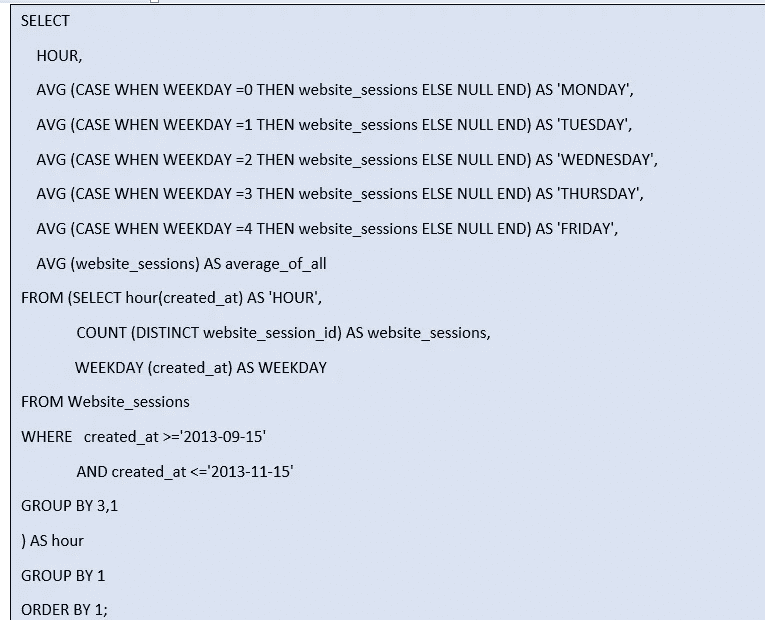 SELECT
HOUR,
AVG (CASE WHEN WEEKDAY =0 THEN website_sessions ELSE NULL END) AS 'MONDAY',
AVG (CASE WHEN WEEKDAY =1 THEN website_sessions ELSE NULL END) AS 'TUESDAY',
AVG (CASE WHEN WEEKDAY =2 THEN website_sessions ELSE NULL END) AS 'WEDNESDAY',
AVG (CASE WHEN WEEKDAY =3 THEN website_sessions ELSE NULL END) AS 'THURSDAY',
AVG (CASE WHEN WEEKDAY =4 THEN website_sessions ELSE NULL END) AS 'FRIDAY',
AVG (website_sessions) AS average_of_all
FROM (SELECT hour(created_at) AS 'HOUR',
COUNT (DISTINCT website_session_id) AS website_sessions,
WEEKDAY (created_at) AS WEEKDAY
FROM Website_sessions
WHERE created_at >='2013-09-15'
AND created_at <='2013-11-15'
GROUP BY 3,1
) AS hour
GROUP BY 1
ORDER BY 1;